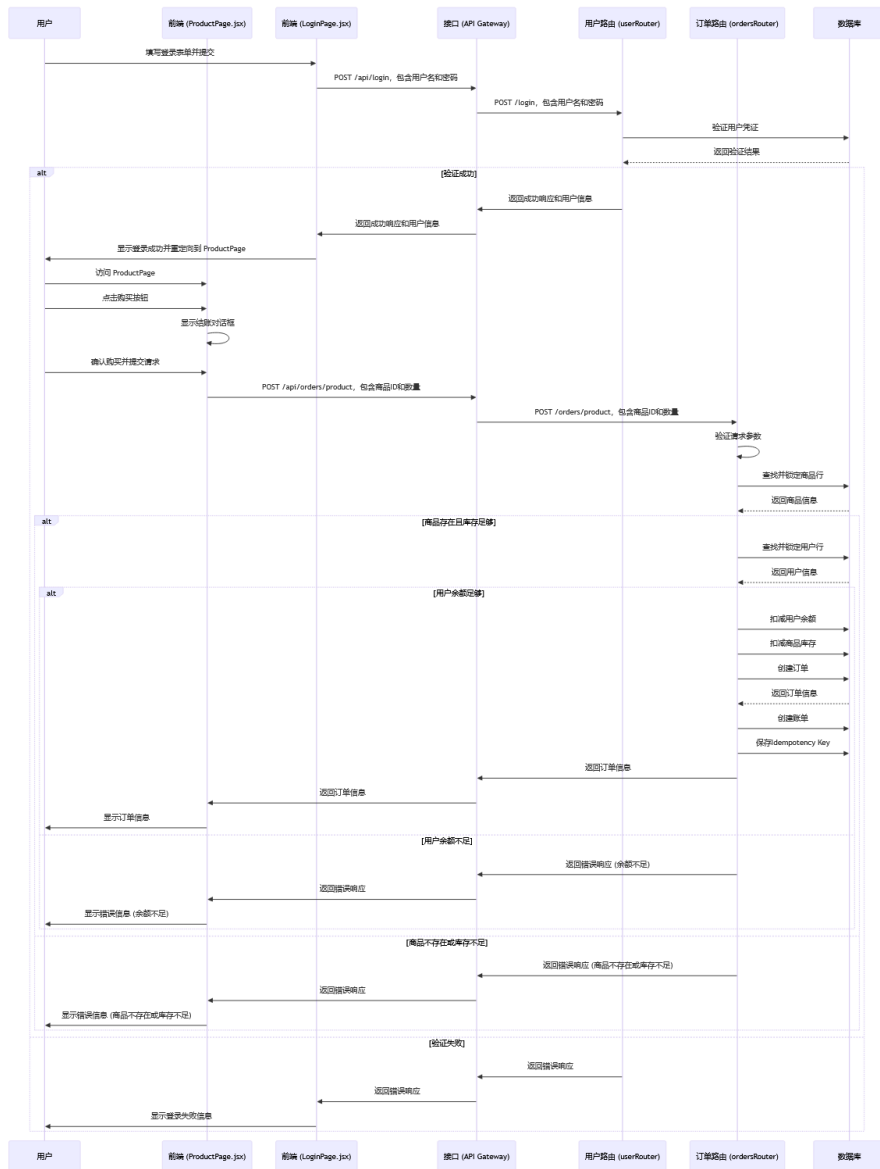 用户
前端 (ProductPage.jsx)
前端 (LoginPage.jsx)
接口 (API Gateway)
用户路由 (userRouter)
订单路由 (ordersRouter)
数据库
填写登录表单并提交
POST /api/login，包含用户名和密码
POST /login，包含用户名和密码
验证用户凭证
返回验证结果
alt
[验证成功]
返回成功响应和用户信息
返回成功响应和用户信息
显示登录成功并重定向到 ProductPage
访问 ProductPage
点击购买按钮
显示结账对话框
确认购买并提交请求
POST /api/orders/product，包含商品ID和数量
POST /orders/product，包含商品ID和数量
验证请求参数
查找并锁定商品行
返回商品信息
alt
[商品存在且库存足够]
查找并锁定用户行
返回用户信息
alt
[用户余额足够]
扣减用户余额
扣减商品库存
创建订单
返回订单信息
创建账单
保存Idempotency Key
返回订单信息
返回订单信息
显示订单信息
[用户余额不足]
返回错误响应 (余额不足)
返回错误响应
显示错误信息 (余额不足)
[商品不存在或库存不足]
返回错误响应 (商品不存在或库存不足)
返回错误响应
显示错误信息 (商品不存在或库存不足)
[验证失败]
返回错误响应
返回错误响应
显示登录失败信息
用户
前端 (ProductPage.jsx)
前端 (LoginPage.jsx)
接口 (API Gateway)
用户路由 (userRouter)
订单路由 (ordersRouter)
数据库